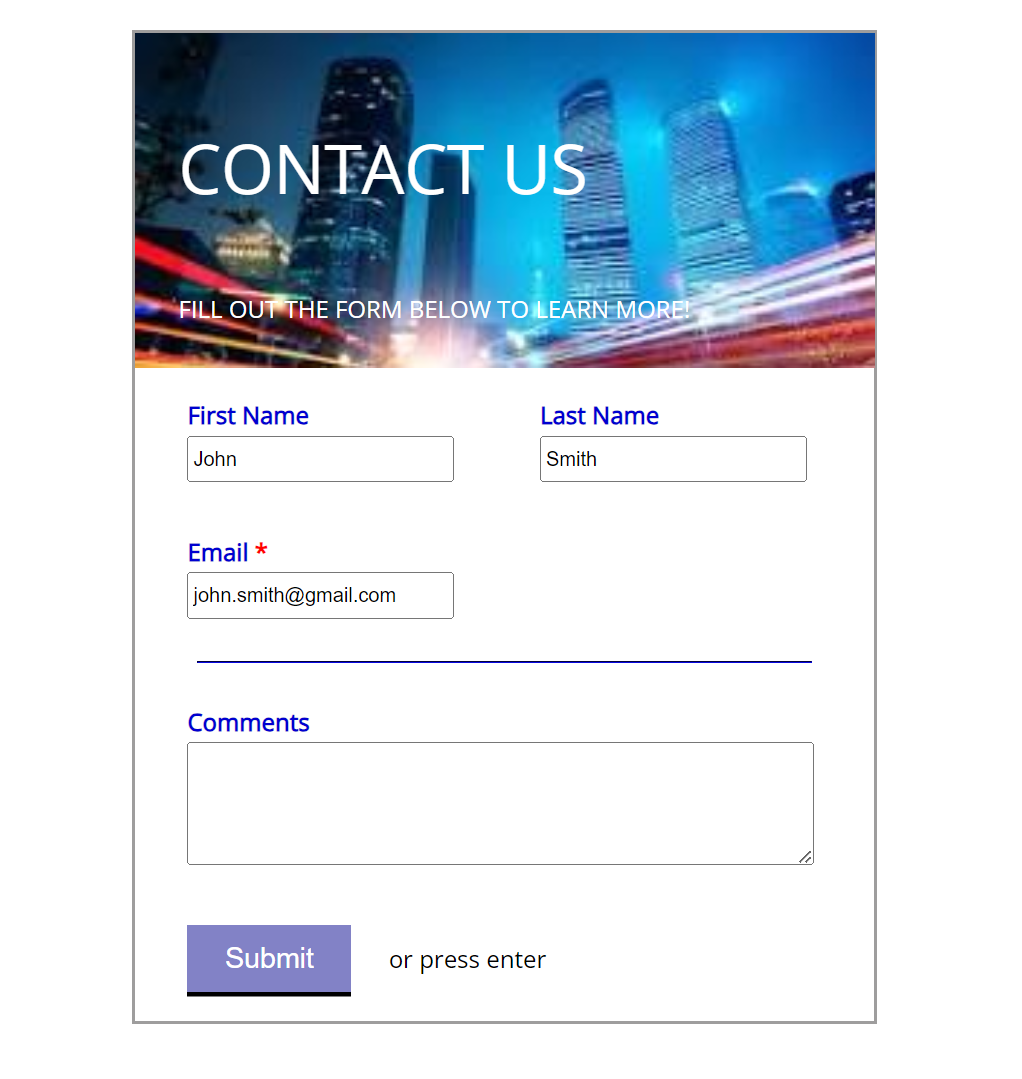 CONTACT US
FILL OUT THE FORM BELOW TO LEARN MORE!
First Name Last Name
John Smith
Email *
john.smith@gmail.com
Comments
Submit or press enter